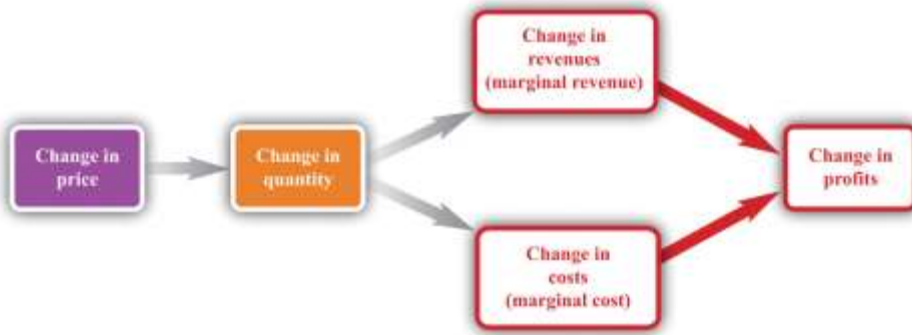 Change in
price
Change in
quantity
Change in
revenues
(marginal revenue)
Change in
costs
(marginal cost)
Change in
profits